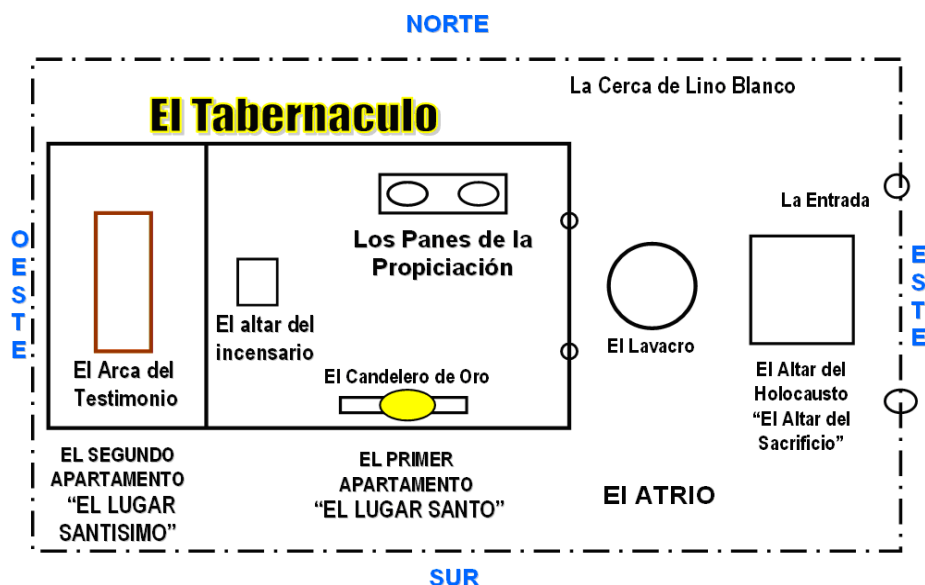 NORTE
La Cerca de Lino Blanco
El Tabernaculo
La Entrada
OESTE
ESTE
Los Panes de la
Propiciación
El altar del
incensario
El Lavacro
El Arca del
Testimonio
El Candelero de Oro
El Altar del
Holocausto
“El Altar del
Sacrificio”
EL SEGUNDO
APARTAMENTO
“EL LUGAR
SANTISIMO”
EL PRIMER
APARTAMENTO
“EL LUGAR SANTO”
El ATRIO
SUR